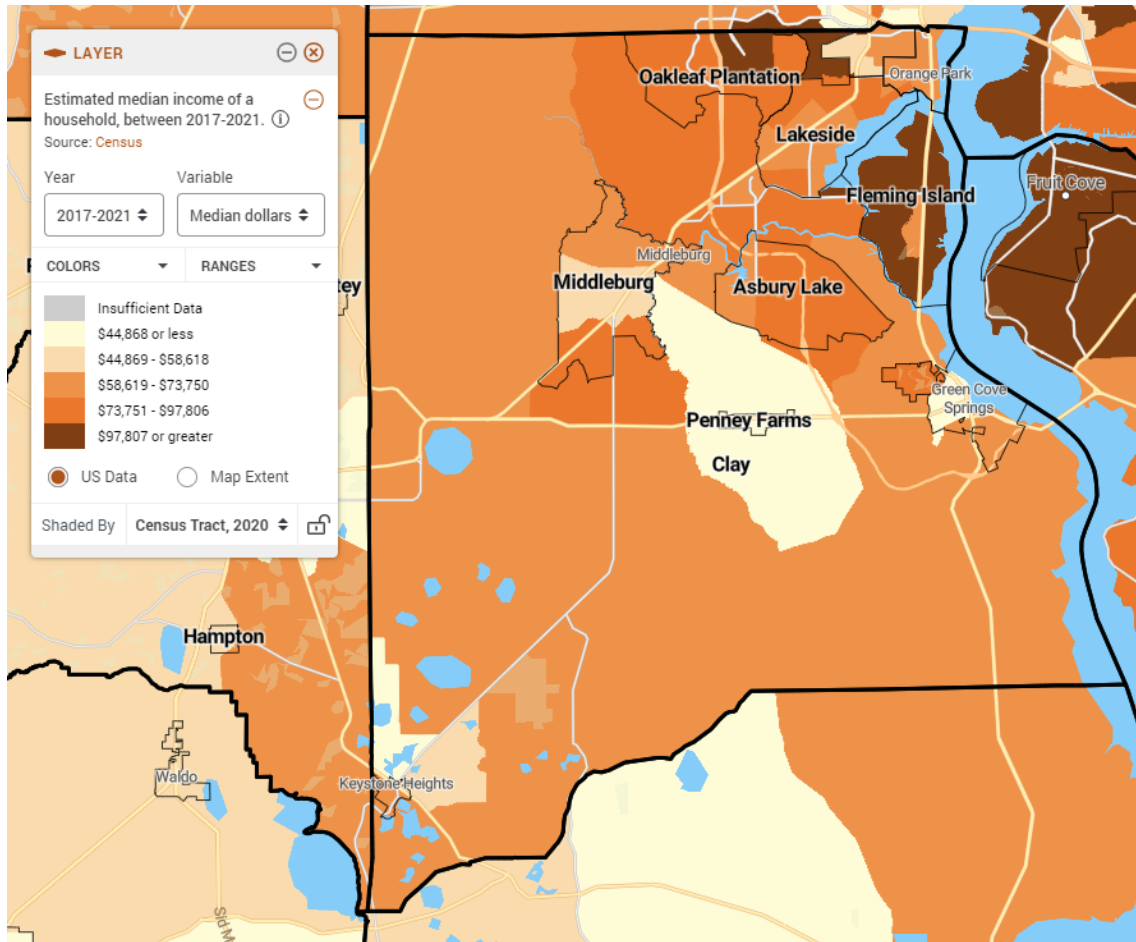 LAYER
Estimated median income of a
household, between 2017-2021.
Source: Census
Year
Variable
2017-2021
Median dollars
COLORS
RANGES
Insufficient Data
$44,868 or less
$44,869 - $58,618
$58,619 - $73,750
$73,751 - $97,806
$97,807 or greater
US Data
Map Extent
Shaded By
Census Tract, 2020
Oakleaf Plantation
Orange Park
Lakeside
Fleming Island
Fruit Cove
Middleburg
Middleburg
Asbury Lake
tey
Green Cove
Springs
Penney Farms
Clay
Hampton
Waldo
Keystone Heights
Sid M